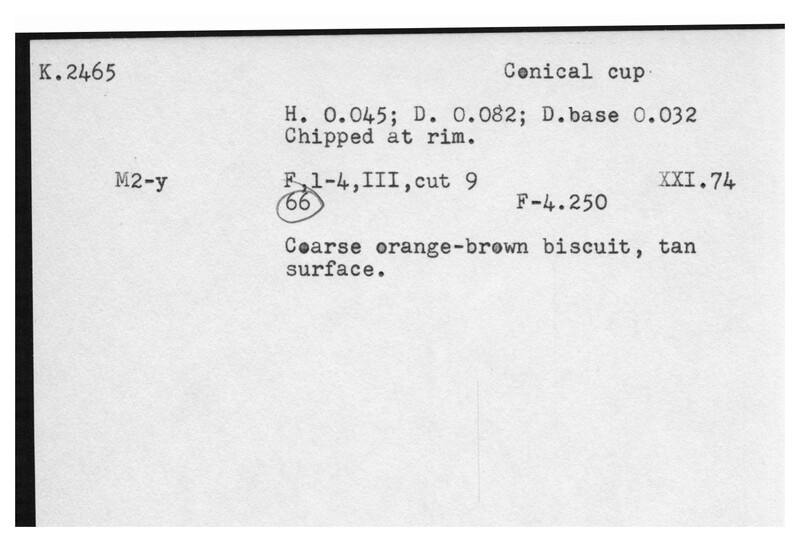 K.2465 Conical cup
H. 0.045; D. 0.082; D.base 0.032
Chipped at rim.
M2-y F,1-4,III,cut 9 XXI.74
66 F-4.250
Coarse orange-brown biscuit, tan
surface.